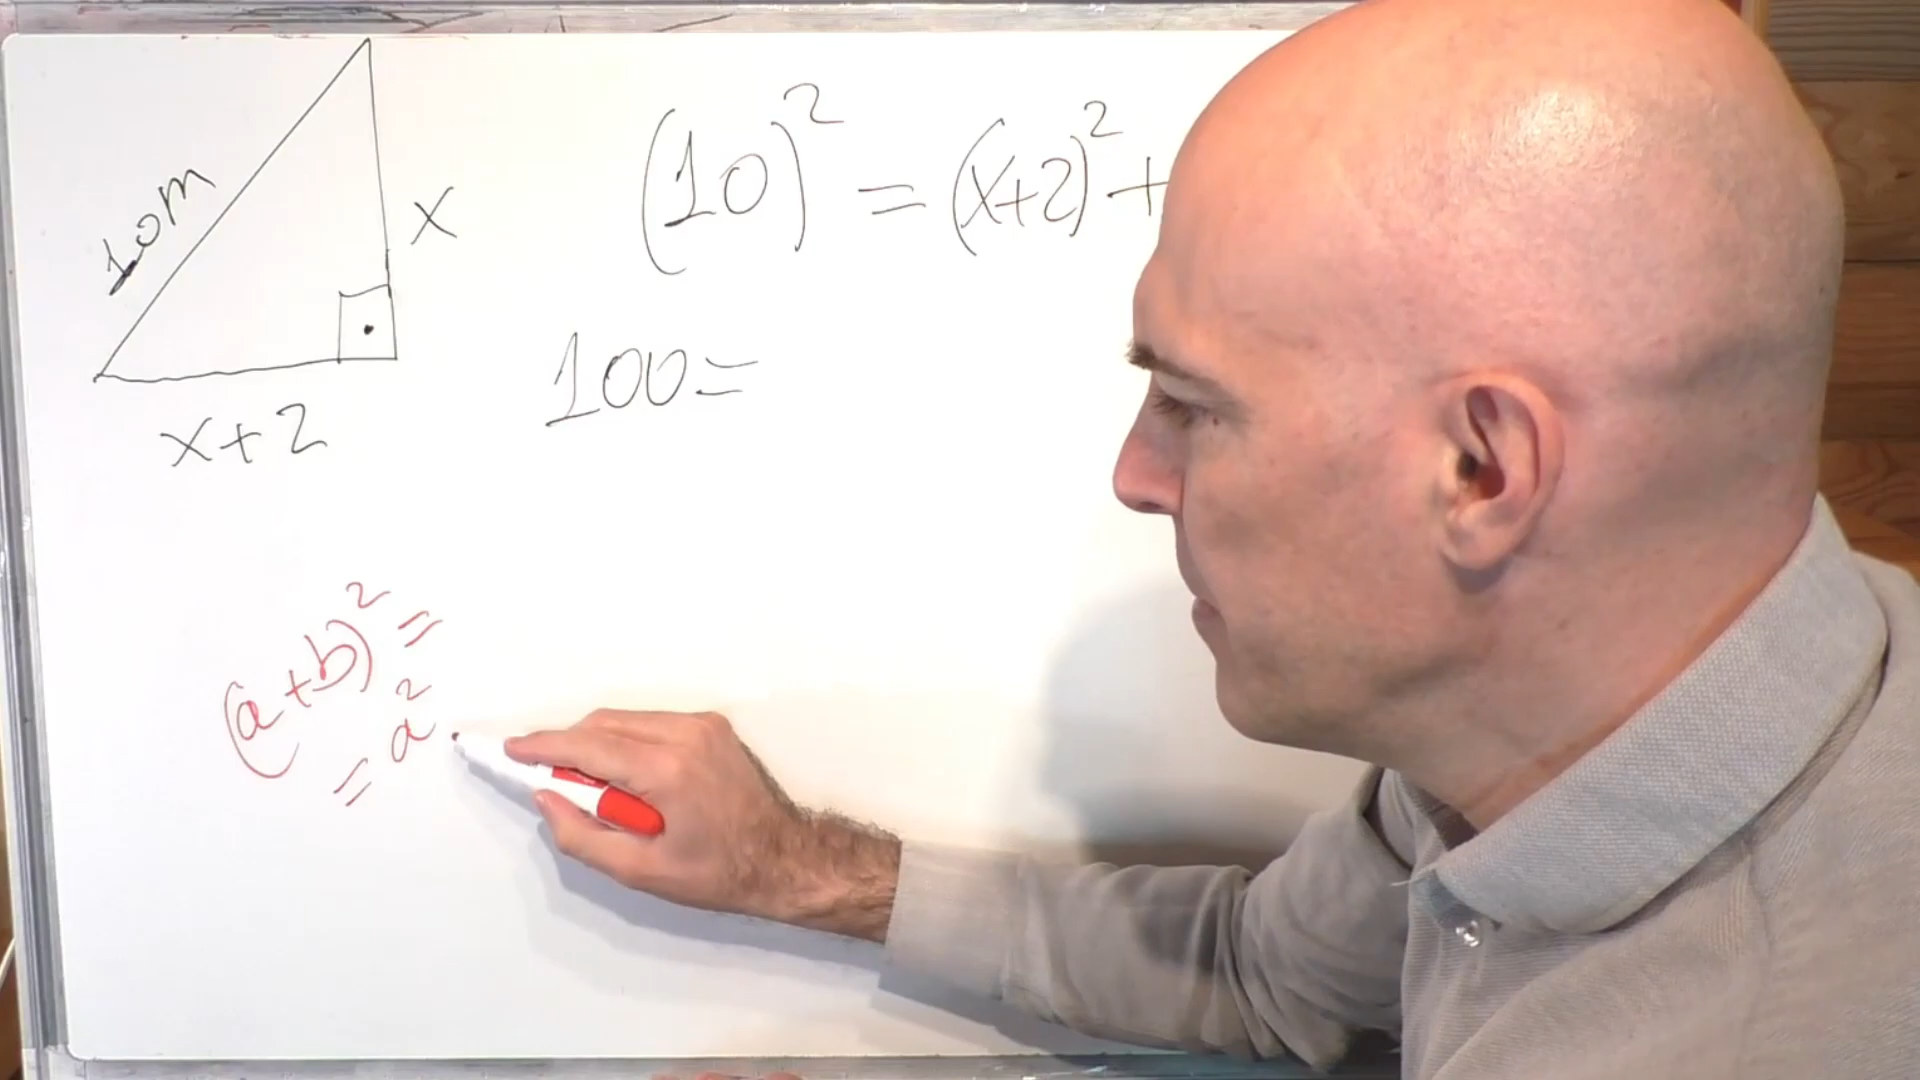 10m
x
x+2
(10)² = (x+2)² +
100=
(a+b)² =
= a²